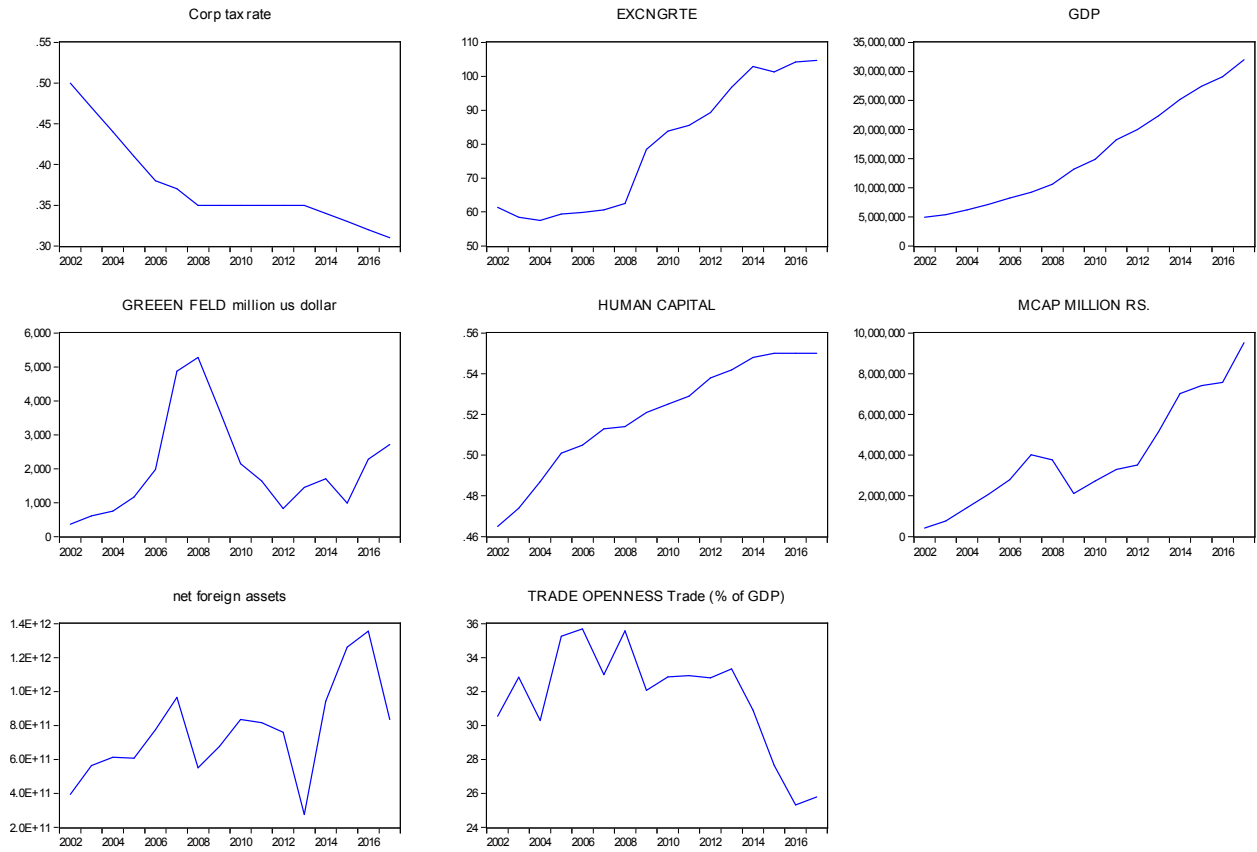 Corp tax rate
.55
.50
.45
.40
.35
.30
2002 2004 2006 2008 2010 2012 2014 2016
EXCNGRTE
110
100
90
80
70
60
50
2002 2004 2006 2008 2010 2012 2014 2016
GDP
35,000,000
30,000,000
25,000,000
20,000,000
15,000,000
10,000,000
5,000,000
0
2002 2004 2006 2008 2010 2012 2014 2016
GREEEN FELD million us dollar
6,000
5,000
4,000
3,000
2,000
1,000
0
2002 2004 2006 2008 2010 2012 2014 2016
HUMAN CAPITAL
.56
.54
.52
.50
.48
.46
2002 2004 2006 2008 2010 2012 2014 2016
MCAP MILLION RS.
10,000,000
8,000,000
6,000,000
4,000,000
2,000,000
0
2002 2004 2006 2008 2010 2012 2014 2016
net foreign assets
1.4E+12
1.2E+12
1.0E+12
8.0E+11
6.0E+11
4.0E+11
2.0E+11
2002 2004 2006 2008 2010 2012 2014 2016
TRADE OPENNESS Trade (% of GDP)
36
34
32
30
28
26
24
2002 2004 2006 2008 2010 2012 2014 2016